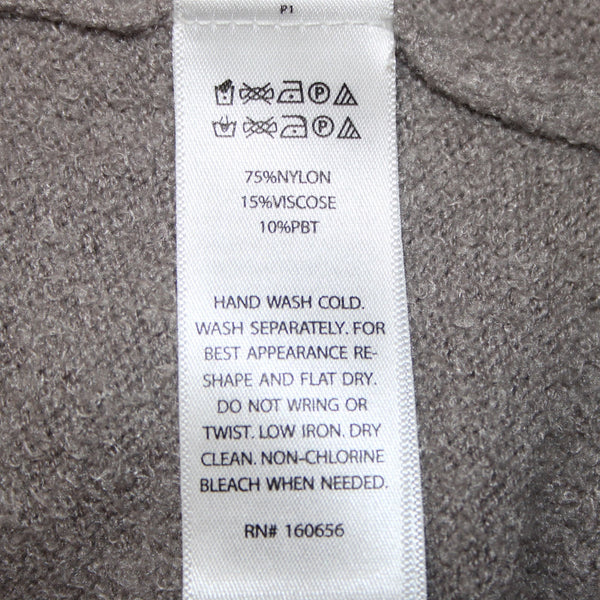 P1
P
P
75%NYLON
15%VISCOSE
10%PBT
HAND WASH COLD.
WASH SEPARATELY. FOR
BEST APPEARANCE RE-
SHAPE AND FLAT DRY.
DO NOT WRING OR
TWIST. LOW IRON. DRY
CLEAN. NON-CHLORINE
BLEACH WHEN NEEDED.
RN# 160656